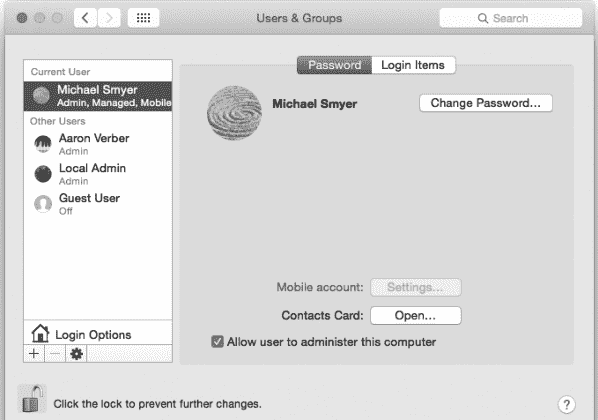 Users & Groups
Search
Current User
Michael Smyer
Admin, Managed, Mobile
Other Users
Aaron Verber
Admin
Local Admin
Admin
Guest User
Off
Login Options
Password
Login Items
Michael Smyer
Change Password...
Mobile account:
Settings...
Contacts Card:
Open...
Allow user to administer this computer
Click the lock to prevent further changes.
?